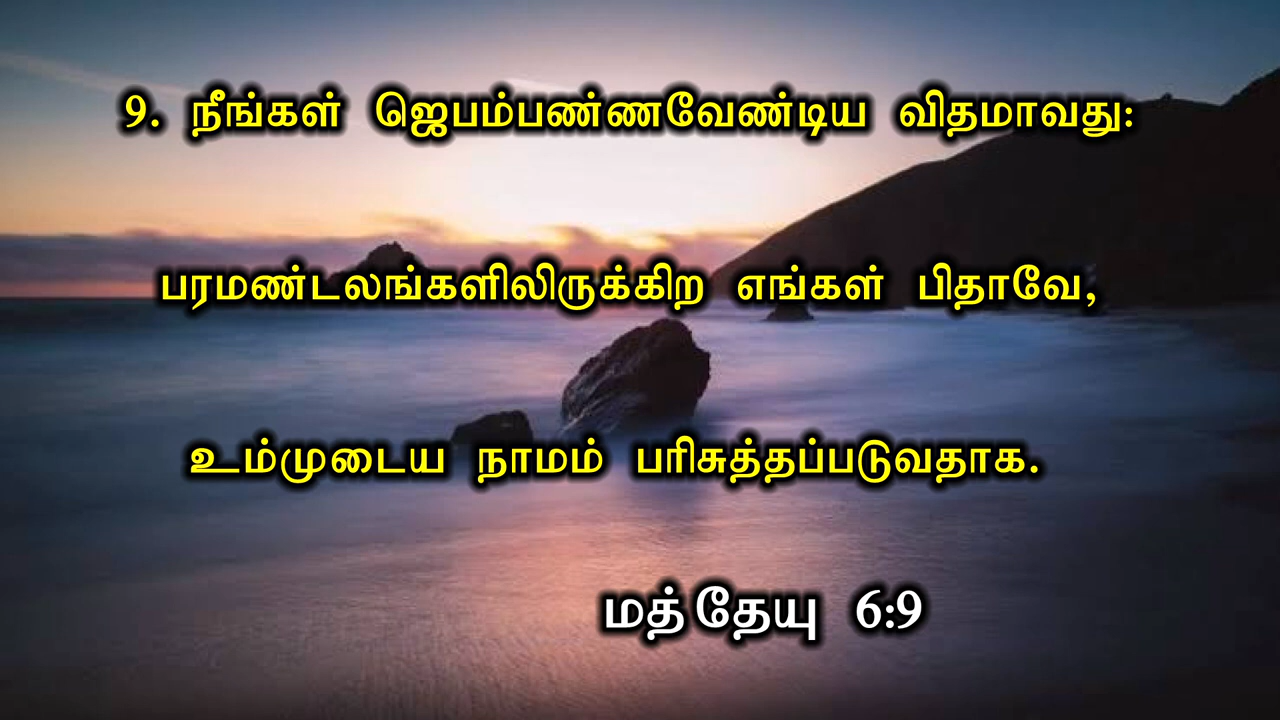 9. நீங்கள் ஜெபம்பண்ணவேண்டிய விதமாவது:
பரமண்டலங்களிலிருக்கிற எங்கள் பிதாவே,
உம்முடைய நாமம் பரிசுத்தப்படுவதாக.
மத்தேயு 6:9